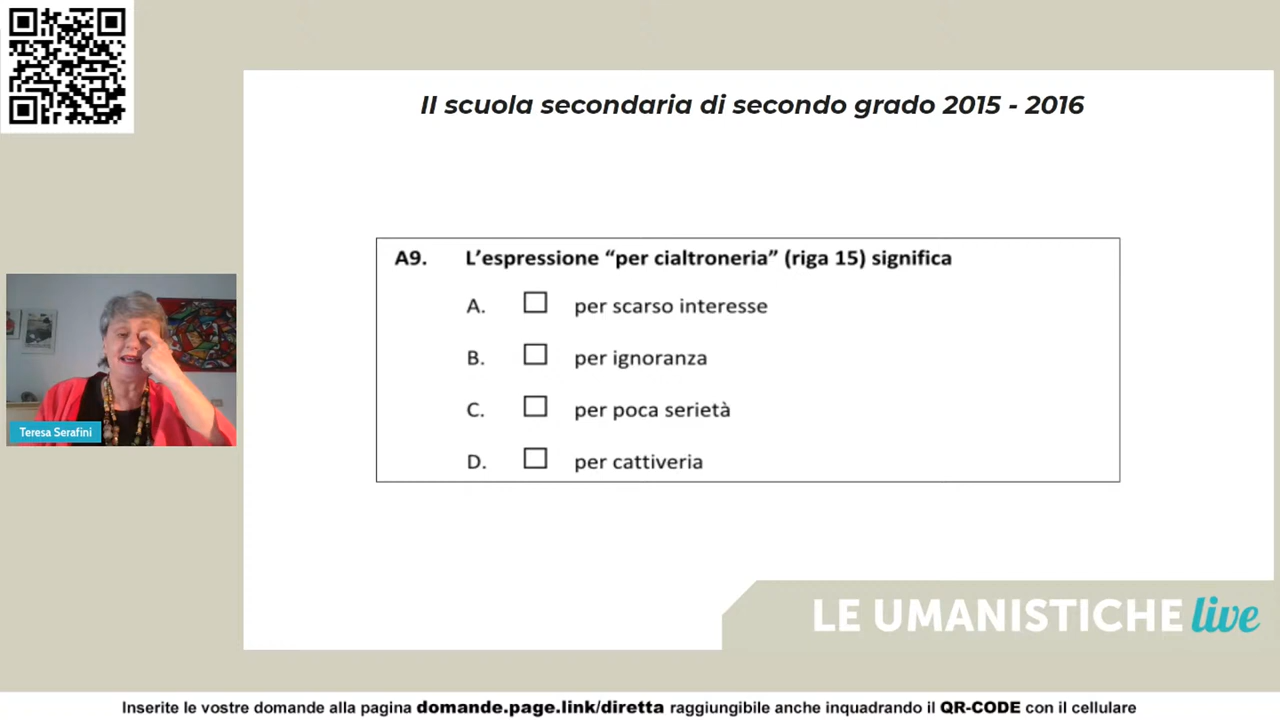 II scuola secondaria di secondo grado 2015 - 2016
A9. L'espressione “per cialtroneria” (riga 15) significa
A. per scarso interesse
B. per ignoranza
C. per poca serietà
D. per cattiveria
Teresa Serafini
LE UMANISTICHE live
Inserite le vostre domande alla pagina domande.page.link/diretta raggiungibile anche inquadrando il QR-CODE con il cellulare